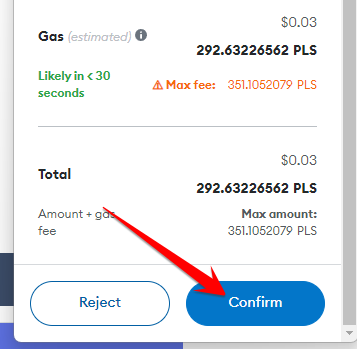 $0.03
Gas (estimated)
292.63226562 PLS
Likely in < 30
seconds
Max fee: 351.1052079 PLS
$0.03
Total
292.63226562 PLS
Amount + gas
fee
Max amount:
351.1052079 PLS
Reject
Confirm